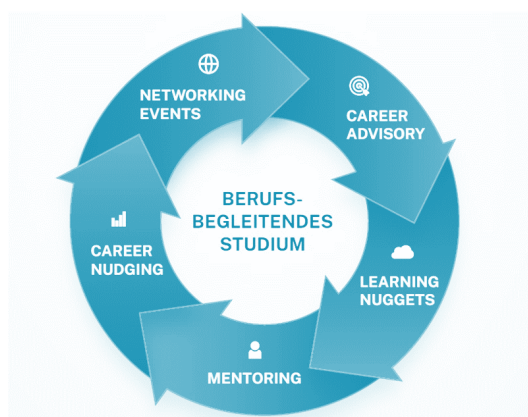 NETWORKING
EVENTS
CAREER
ADVISORY
BERUFS-
BEGLEITENDES
STUDIUM
CAREER
NUDGING
LEARNING
NUGGETS
MENTORING